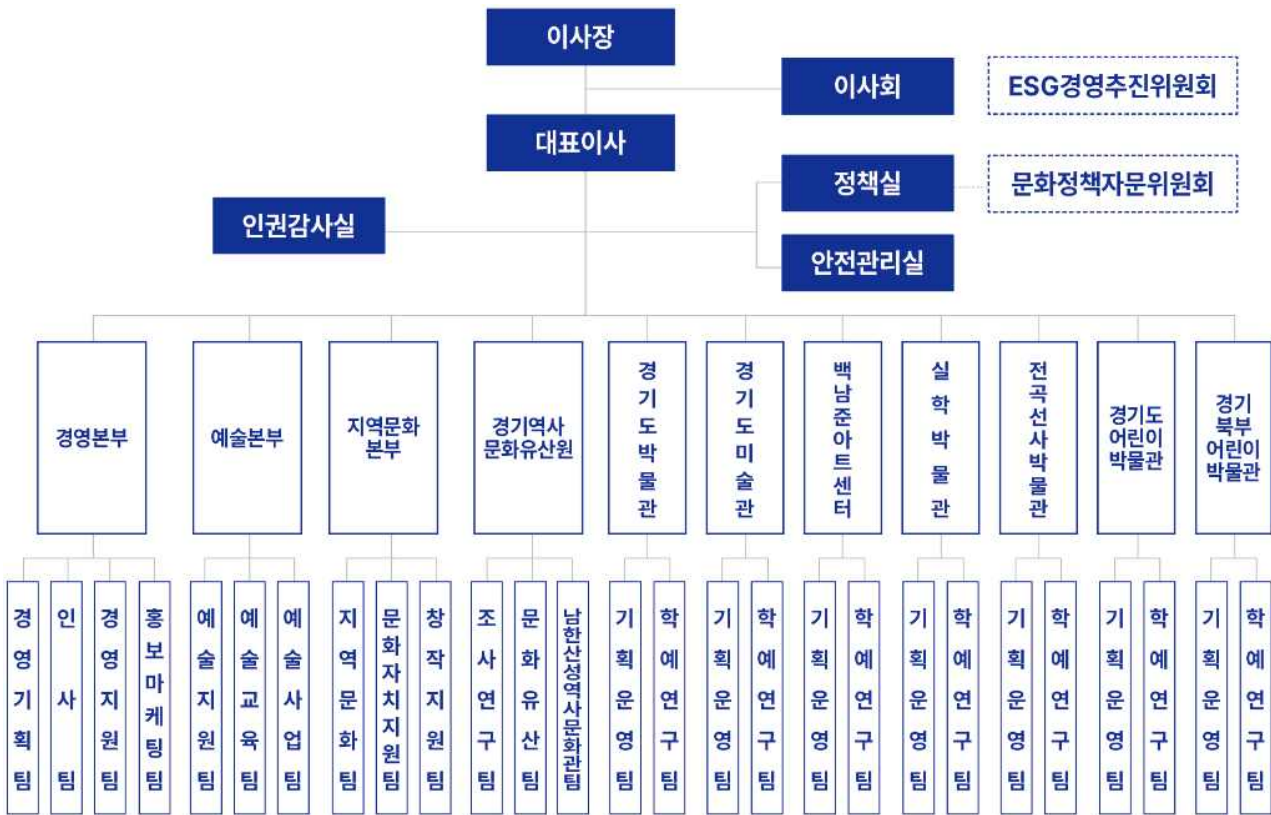 이사장
이사회
ESG경영추진위원회
대표이사
정책실
문화정책자문위원회
인권감사실
안전관리실
경영본부
예술본부
지역문화
본부
경기역사
문화유산원
경기도박물관
경기도미술관
백남준아트센터
실학박물관
전곡선사박물관
경기도
어린이
박물관
경기
북부
어린이
박물관
경영기획팀
인사팀
경영지원팀
홍보마케팅팀
예술지원팀
예술교육팀
예술사업팀
지역문화팀
문화자치지원팀
창작지원팀
조사연구팀
문화유산팀
남한산성역사문화관팀
기획운영팀
학예연구팀
기획운영팀
학예연구팀
기획운영팀
학예연구팀
기획운영팀
학예연구팀
기획운영팀
학예연구팀
기획운영팀
학예연구팀
기획운영팀
학예연구팀